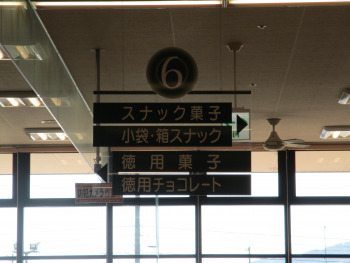 6
スナック菓子
小袋・箱スナック
徳用菓子
徳用チョコレート